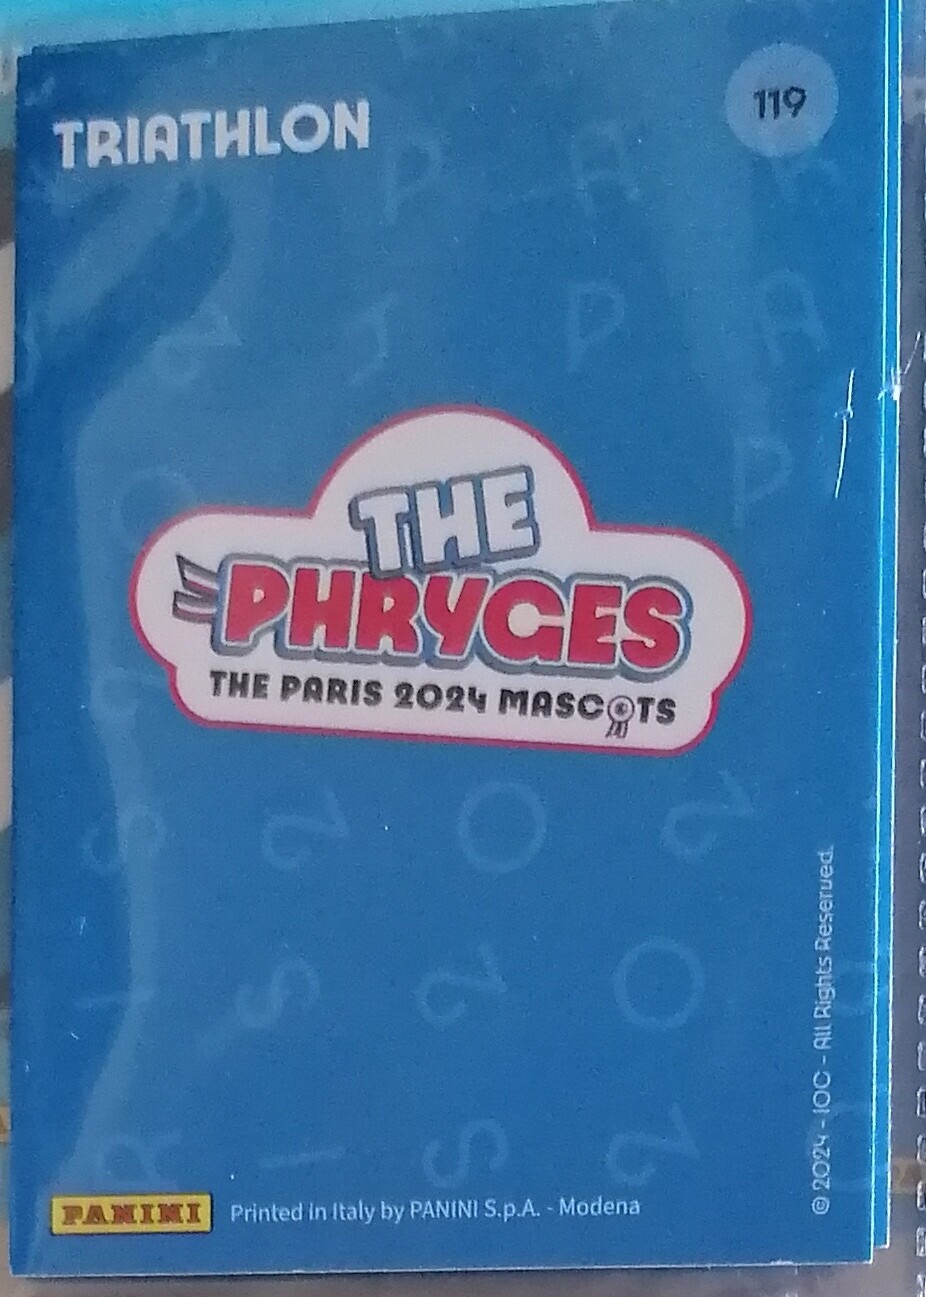 TRIATHLON
119
THE
PHRYGES
THE PARIS 2024 MASCOTS
© 2024 - IOC - All Rights Reserved.
PANINI
Printed in Italy by PANINI S.p.A. - Modena